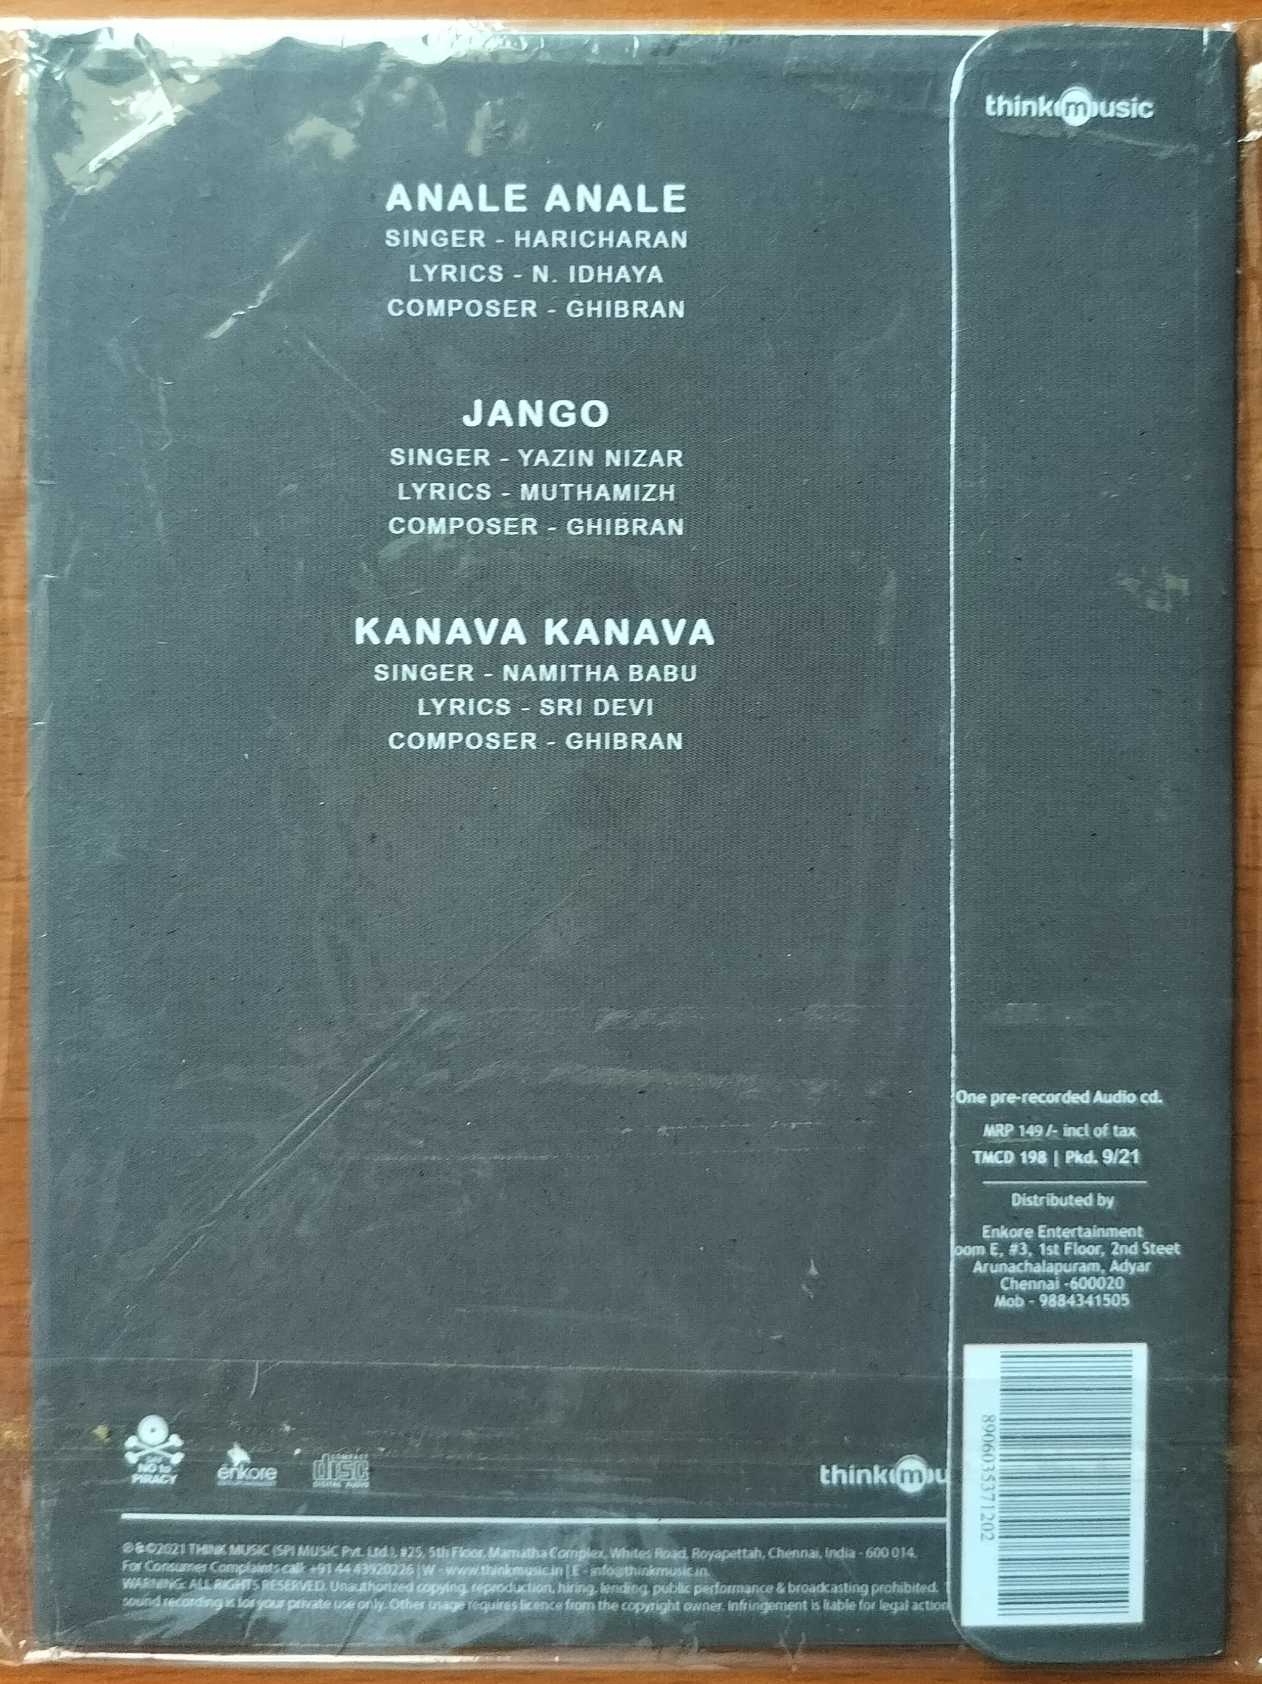 thinkmusic
ANALE ANALE
SINGER - HARICHARAN
LYRICS - N. IDHAYA
COMPOSER - GHIBRAN
JANGO
SINGER - YAZIN NIZAR
LYRICS - MUTHAMIZH
COMPOSER - GHIBRAN
KANAVA KANAVA
SINGER - NAMITHA BABU
LYRICS - SRI DEVI
COMPOSER - GHIBRAN
One pre-recorded Audio cd.
MRP 149/- incl of tax
TMCD 198 | Pkd. 9/21
Distributed by
Enkore Entertainment
oom E, #3, 1st Floor, 2nd Steet
Arunachalapuram, Adyar
Chennai -600020
Mob - 9884341505
8906035371202
NO to
PIRACY
enkore
COMPACT
disc
DIGITAL AUDIO
thinkmu
℗&©2021 THINK MUSIC (SPI MUSIC Pvt. Ltd.), #25, 5th Floor, Mamatha Complex, Whites Road, Royapettah, Chennai, India - 600 014.
For Consumer Complaints call: +91 44 43920226 | W - www.thinkmusic.in | E - info@thinkmusic.in.
WARNING: ALL RIGHTS RESERVED. Unauthorized copying, reproduction, hiring, lending, public performance & broadcasting prohibited.
sound recording is for your private use only. Other usage requires licence from the copyright owner. Infringement is liable for legal action